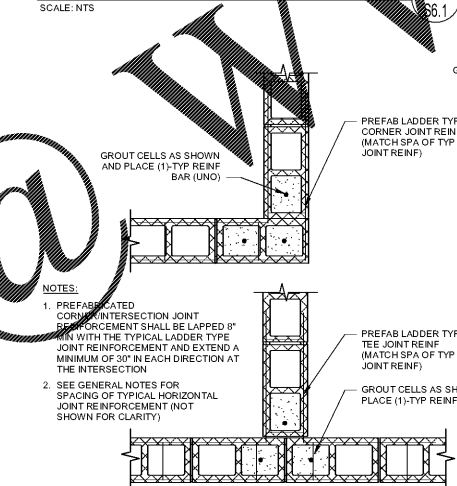 SCALE: NTS
S6.1
PREFAB LADDER TYP
CORNER JOINT REIN
(MATCH SPA OF TYP
JOINT REINF)
GROUT CELLS AS SHOWN
AND PLACE (1)-TYP REINF
BAR (UNO)
NOTES:
1. PREFABRICATED
CORNER/INTERSECTION JOINT
REINFORCEMENT SHALL BE LAPPED 8"
MIN WITH THE TYPICAL LADDER TYPE
JOINT REINFORCEMENT AND EXTEND A
MINIMUM OF 30" IN EACH DIRECTION AT
THE INTERSECTION
2. SEE GENERAL NOTES FOR
SPACING OF TYPICAL HORIZONTAL
JOINT REINFORCEMENT (NOT
SHOWN FOR CLARITY)
PREFAB LADDER TYP
TEE JOINT REINF
(MATCH SPA OF TYP
JOINT REINF)
GROUT CELLS AS SH
PLACE (1)-TYP REINF
@W